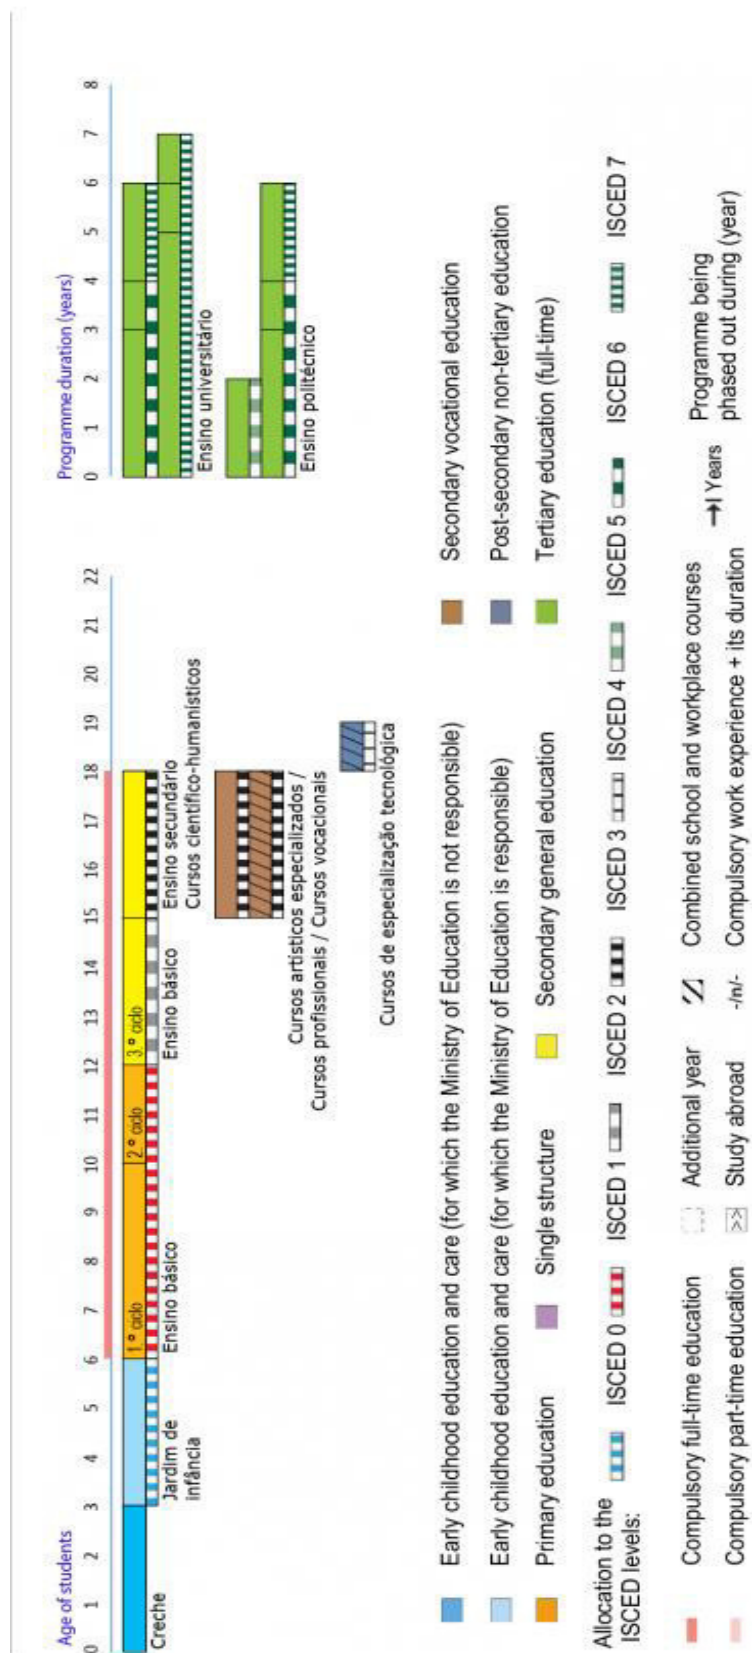 Age of students
Programme duration (years)
0 1 2 3 4 5 6 7 8 9 10 11 12 13 14 15 16 17 18 19 20 21 22
0 1 2 3 4 5 6 7 8
1.º ciclo
2.º ciclo
3.º ciclo
Creche
Jardim de
infância
Ensino básico
Ensino básico
Ensino secundário
Cursos científico-humanísticos
Ensino universitário
Cursos artísticos especializados /
Cursos profissionais / Cursos vocacionais
Ensino politécnico
Cursos de especialização tecnológica
Early childhood education and care (for which the Ministry of Education is not responsible)
Secondary vocational education
Early childhood education and care (for which the Ministry of Education is responsible)
Post-secondary non-tertiary education
Primary education
Single structure
Secondary general education
Tertiary education (full-time)
Allocation to the
ISCED levels:
ISCED 0
ISCED 1
ISCED 2
ISCED 3
ISCED 4
ISCED 5
ISCED 6
ISCED 7
Compulsory full-time education
Additional year
Combined school and workplace courses
Years
Programme being
phased out during (year)
Compulsory part-time education
>> Study abroad
-/n/- Compulsory work experience + its duration